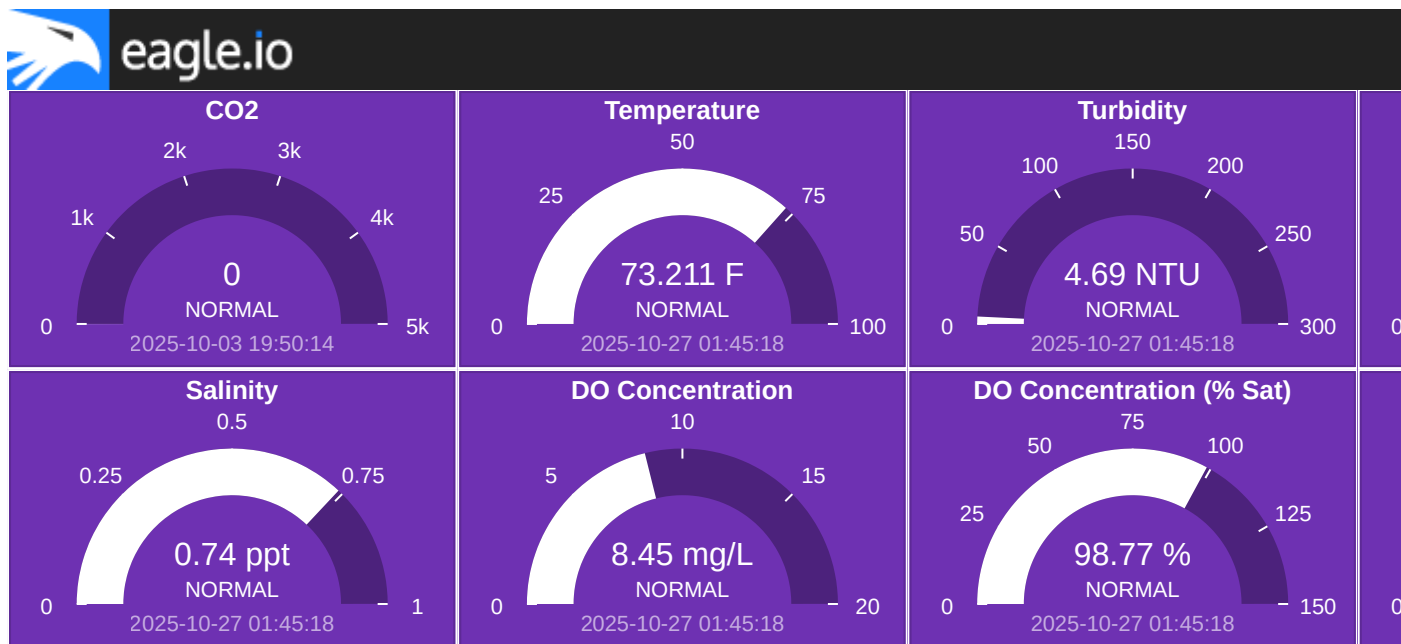 eagle.io
CO2
2k
3k
1k
4k
0
NORMAL
0
5k
2025-10-03 19:50:14
Temperature
50
25
75
73.211 F
NORMAL
0
100
2025-10-27 01:45:18
Turbidity
150
100
200
50
250
4.69 NTU
NORMAL
0
300
2025-10-27 01:45:18
0
Salinity
0.5
0.25
0.75
0.74 ppt
NORMAL
0
1
2025-10-27 01:45:18
DO Concentration
10
5
15
8.45 mg/L
NORMAL
0
20
2025-10-27 01:45:18
DO Concentration (% Sat)
75
50
100
25
125
98.77 %
NORMAL
0
150
2025-10-27 01:45:18
0